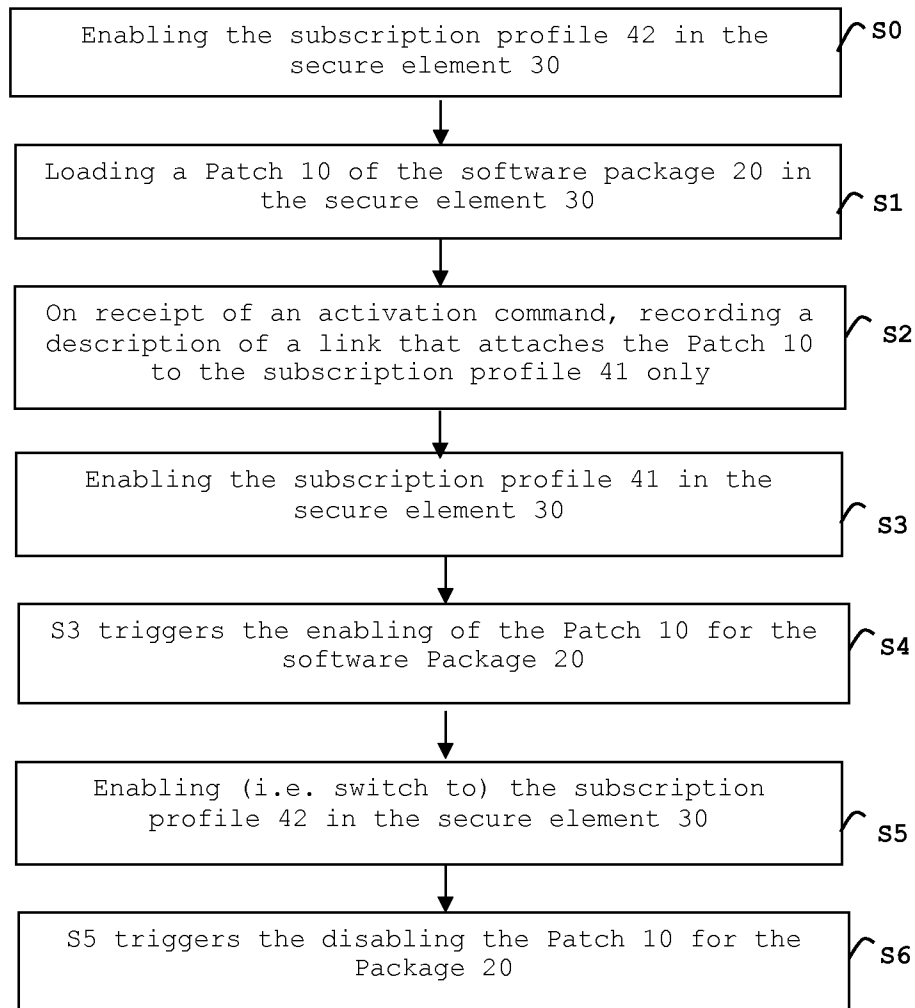 Enabling the subscription profile 42 in the
secure element 30
S0
Loading a Patch 10 of the software package 20 in
the secure element 30
S1
On receipt of an activation command, recording a
description of a link that attaches the Patch 10
to the subscription profile 41 only
S2
Enabling the subscription profile 41 in the
secure element 30
S3
S3 triggers the enabling of the Patch 10 for the
software Package 20
S4
Enabling (i.e. switch to) the subscription
profile 42 in the secure element 30
S5
S5 triggers the disabling the Patch 10 for the
Package 20
S6